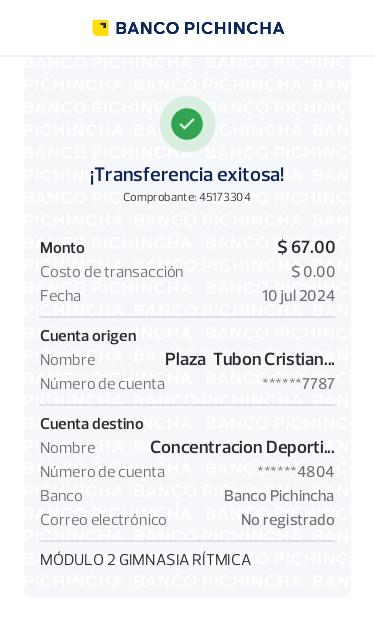 BANCO PICHINCHA
¡Transferencia exitosa!
Comprobante: 45173304
Monto $ 67.00
Costo de transacción $ 0.00
Fecha 10 jul 2024
Cuenta origen
Nombre Plaza Tubon Cristian...
Número de cuenta ******7787
Cuenta destino
Nombre Concentracion Deporti...
Número de cuenta ******4804
Banco Banco Pichincha
Correo electrónico No registrado
MÓDULO 2 GIMNASIA RÍTMICA